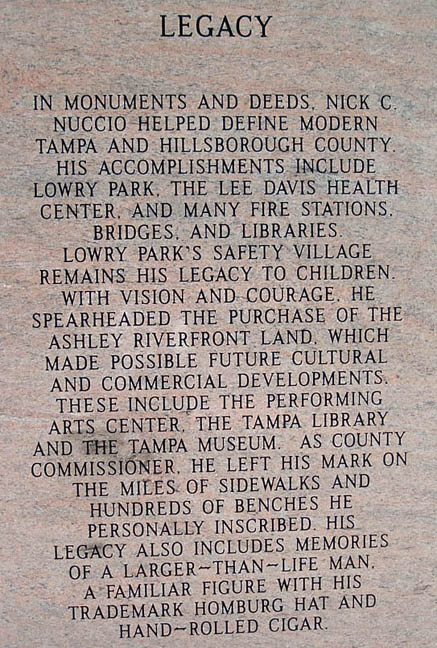 LEGACY
IN MONUMENTS AND DEEDS, NICK C.
NUCCIO HELPED DEFINE MODERN
TAMPA AND HILLSBOROUGH COUNTY.
HIS ACCOMPLISHMENTS INCLUDE
LOWRY PARK, THE LEE DAVIS HEALTH
CENTER, AND MANY FIRE STATIONS,
BRIDGES, AND LIBRARIES.
LOWRY PARK'S SAFETY VILLAGE
REMAINS HIS LEGACY TO CHILDREN.
WITH VISION AND COURAGE, HE
SPEARHEADED THE PURCHASE OF THE
ASHLEY RIVERFRONT LAND, WHICH
MADE POSSIBLE FUTURE CULTURAL
AND COMMERCIAL DEVELOPMENTS.
THESE INCLUDE THE PERFORMING
ARTS CENTER, THE TAMPA LIBRARY
AND THE TAMPA MUSEUM. AS COUNTY
COMMISSIONER, HE LEFT HIS MARK ON
THE MILES OF SIDEWALKS AND
HUNDREDS OF BENCHES HE
PERSONALLY INSCRIBED. HIS
LEGACY ALSO INCLUDES MEMORIES
OF A LARGER~THAN~LIFE MAN,
A FAMILIAR FIGURE WITH HIS
TRADEMARK HOMBURG HAT AND
HAND~ROLLED CIGAR.